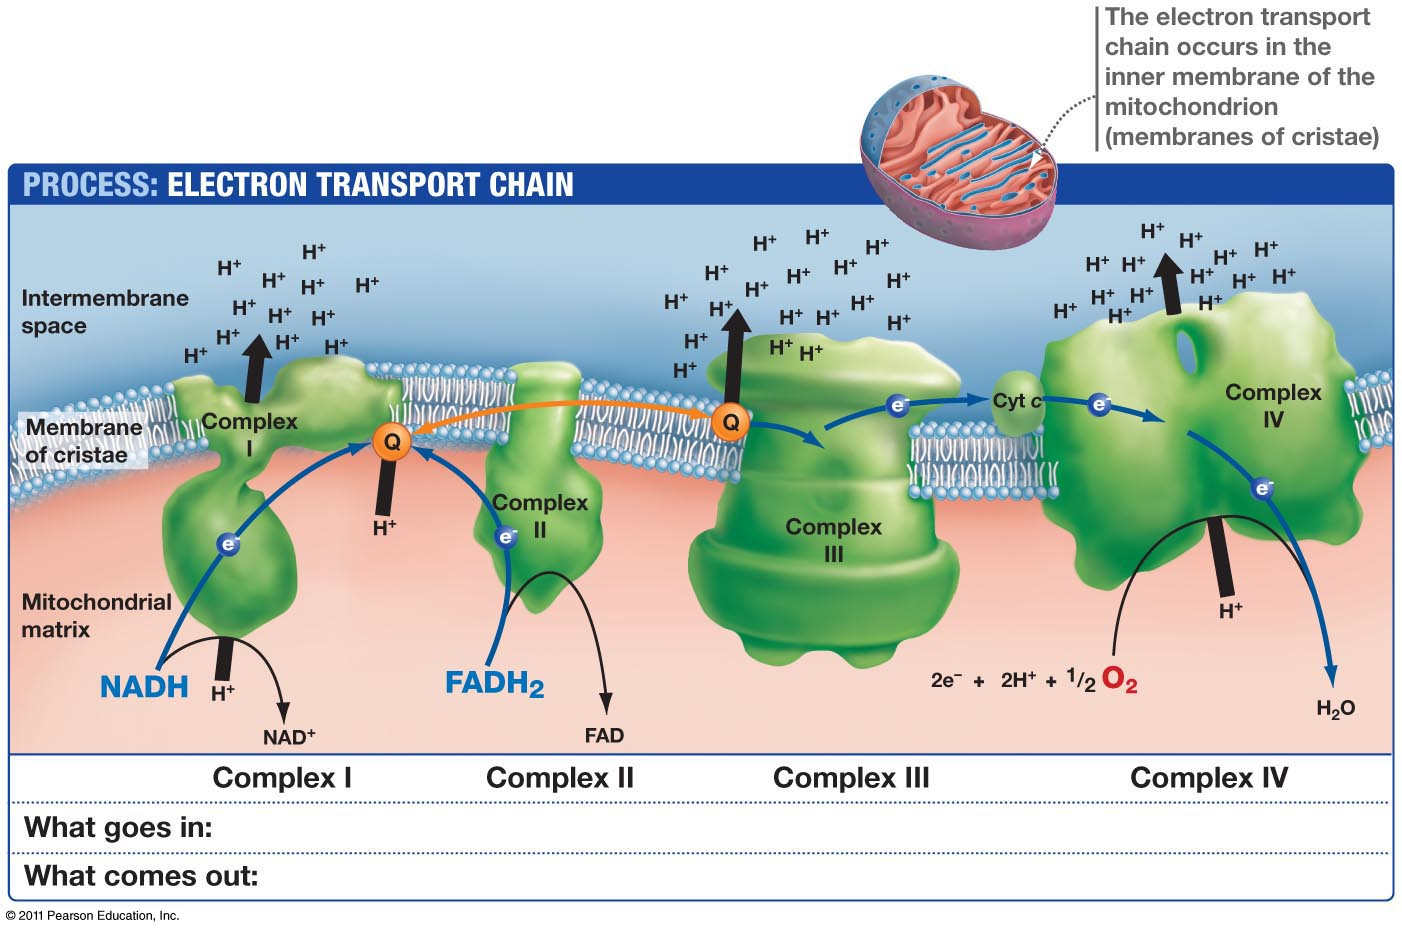 The electron transport
chain occurs in the
inner membrane of the
mitochondrion
(membranes of cristae)
PROCESS: ELECTRON TRANSPORT CHAIN
Intermembrane
space
H⁺ H⁺ H⁺ H⁺ H⁺ H⁺ H⁺ H⁺ H⁺ H⁺ H⁺ H⁺
H⁺ H⁺ H⁺ H⁺ H⁺ H⁺ H⁺ H⁺ H⁺ H⁺ H⁺ H⁺ H⁺ H⁺ H⁺ H⁺ H⁺ H⁺
H⁺ H⁺ H⁺ H⁺ H⁺ H⁺ H⁺ H⁺ H⁺ H⁺ H⁺ H⁺ H⁺ H⁺
Membrane
of cristae
Complex
I
Q
H⁺
e⁻
Complex
II
e⁻
Q
e⁻
Complex
III
Cyt c
e⁻
Complex
IV
e⁻
H⁺
Mitochondrial
matrix
NADH
H⁺
NAD⁺
FADH₂
FAD
2e⁻ + 2H⁺ + 1/2 O₂
H₂O
Complex I Complex II Complex III Complex IV
What goes in:
What comes out:
© 2011 Pearson Education, Inc.